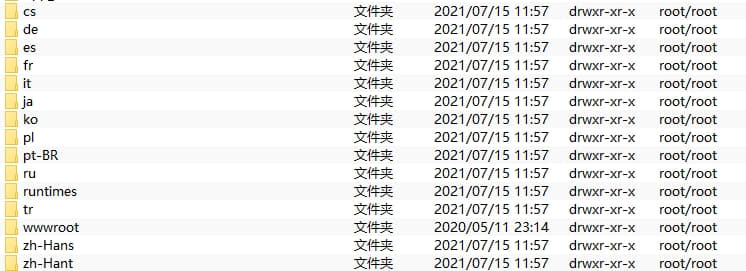 cs 文件夹 2021/07/15 11:57 drwxr-xr-x root/root
de 文件夹 2021/07/15 11:57 drwxr-xr-x root/root
es 文件夹 2021/07/15 11:57 drwxr-xr-x root/root
fr 文件夹 2021/07/15 11:57 drwxr-xr-x root/root
it 文件夹 2021/07/15 11:57 drwxr-xr-x root/root
ja 文件夹 2021/07/15 11:57 drwxr-xr-x root/root
ko 文件夹 2021/07/15 11:57 drwxr-xr-x root/root
pl 文件夹 2021/07/15 11:57 drwxr-xr-x root/root
pt-BR 文件夹 2021/07/15 11:57 drwxr-xr-x root/root
ru 文件夹 2021/07/15 11:57 drwxr-xr-x root/root
runtimes 文件夹 2021/07/15 11:57 drwxr-xr-x root/root
tr 文件夹 2021/07/15 11:57 drwxr-xr-x root/root
wwwroot 文件夹 2020/05/11 23:14 drwxr-xr-x root/root
zh-Hans 文件夹 2021/07/15 11:57 drwxr-xr-x root/root
zh-Hant 文件夹 2021/07/15 11:57 drwxr-xr-x root/root